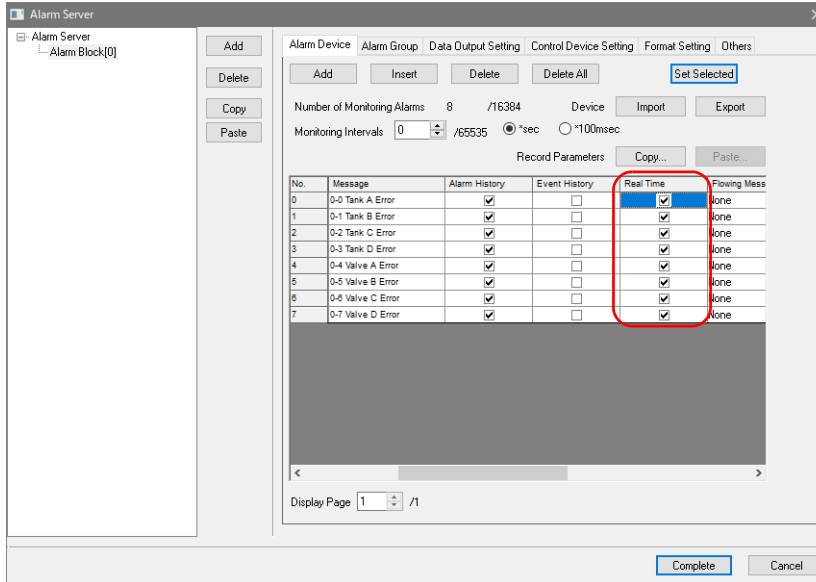 Alarm Server
Alarm Server
Alarm Block[0]
Add
Delete
Copy
Paste
Alarm Device Alarm Group Data Output Setting Control Device Setting Format Setting Others
Add Insert Delete Delete All Set Selected
Number of Monitoring Alarms 8 /16384 Device Import Export
Monitoring Intervals 0 /65535 *sec *100msec
Record Parameters Copy... Paste...
No. Message Alarm History Event History Real Time Flowing Mess
0 0-0 Tank A Error None
1 0-1 Tank B Error None
2 0-2 Tank C Error None
3 0-3 Tank D Error None
4 0-4 Valve A Error None
5 0-5 Valve B Error None
6 0-6 Valve C Error None
7 0-7 Valve D Error None
Display Page 1 /1
Complete Cancel